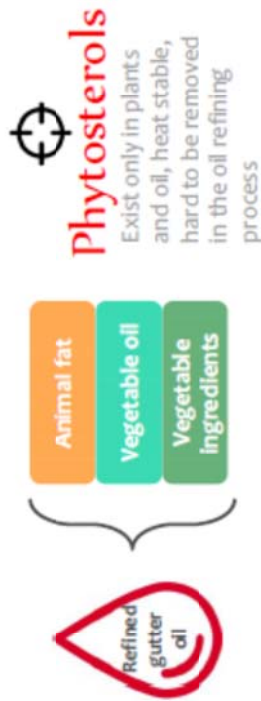 Refined
gutter
oil
Animal fat
Vegetable oil
Vegetable
ingredients
Phytosterols
Exist only in plants
and oil, heat stable,
hard to be removed
in the oil refining
process